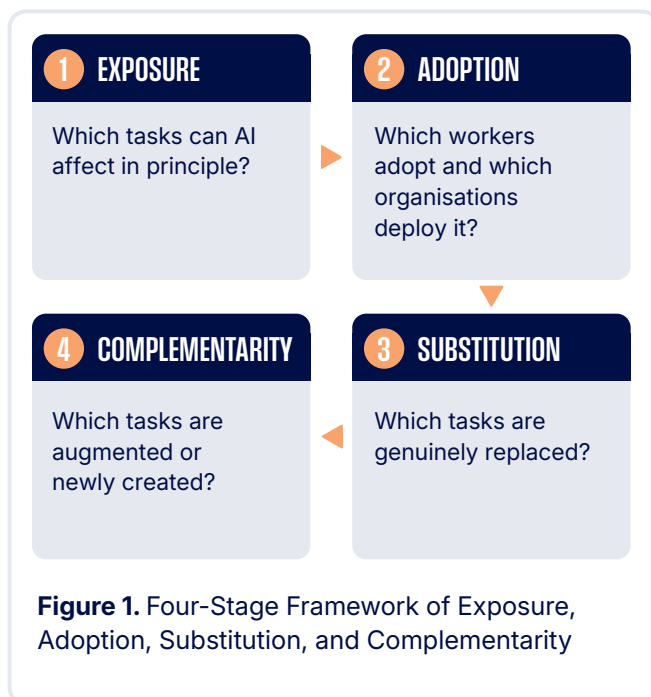 1 EXPOSURE
Which tasks can AI
affect in principle?
2 ADOPTION
Which workers
adopt and which
organisations
deploy it?
3 SUBSTITUTION
Which tasks are
genuinely replaced?
4 COMPLEMENTARITY
Which tasks are
augmented or
newly created?
Figure 1. Four-Stage Framework of Exposure,
Adoption, Substitution, and Complementarity